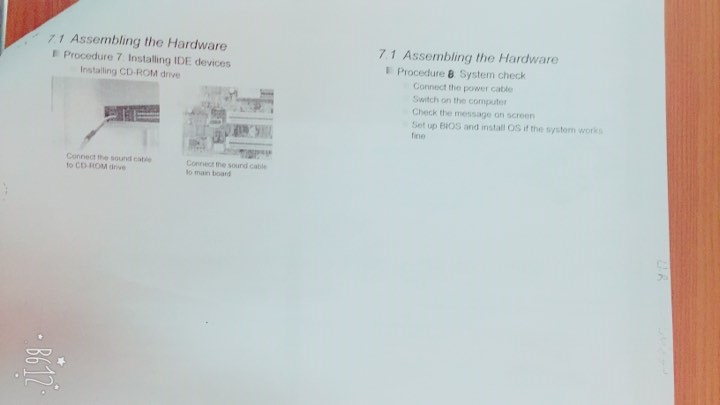 7.1 Assembling the Hardware
Procedure 7: Installing IDE devices
Installing CD-ROM drive
Connect the sound cable
to CD-ROM drive
Connect the sound cable
to main board
7.1 Assembling the Hardware
Procedure 8: System check
Connect the power cable
Switch on the computer
Check the message on screen
Set up BIOS and install OS if the system works
fine
B612